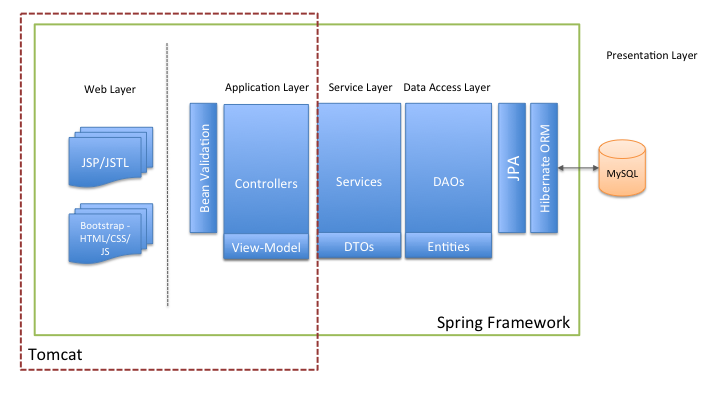 Presentation Layer
Web Layer
Application Layer
Service Layer
Data Access Layer
JSP/JSTL
Bootstrap -
HTML/CSS/
JS
Bean Validation
Controllers
View-Model
Services
DTOs
DAOs
Entities
JPA
Hibernate ORM
MySQL
Spring Framework
Tomcat